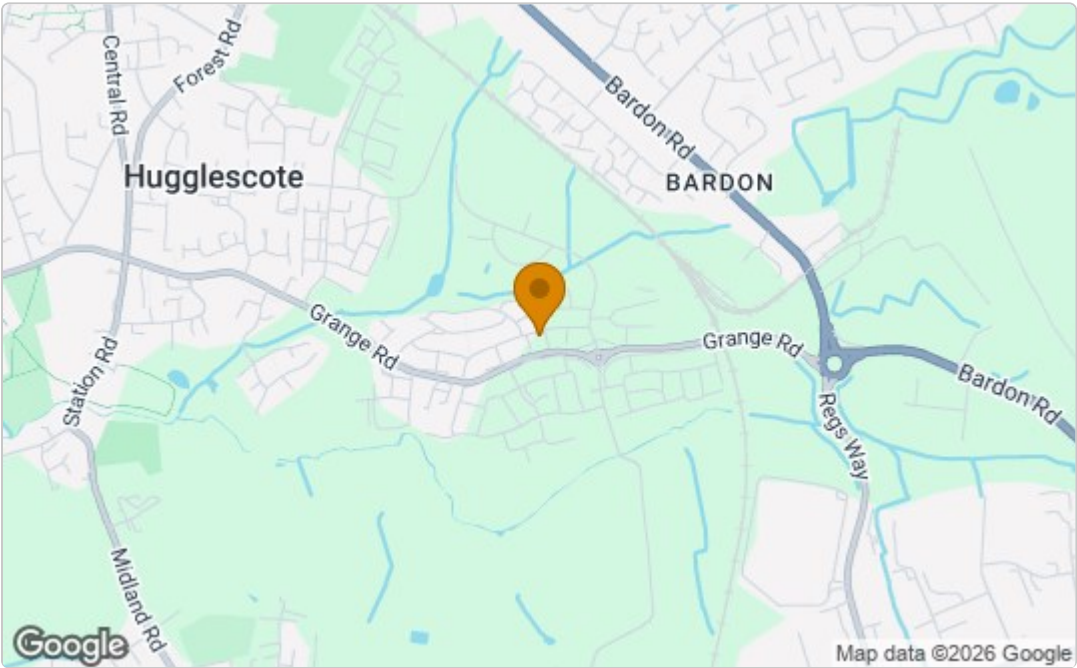 Central Rd
Forest Rd
Bardon Rd
Hugglescote
BARDON
Grange Rd
Grange Rd
Station Rd
Bardon Rd
Regs Way
Midland Rd
Google
Map data ©2026 Google